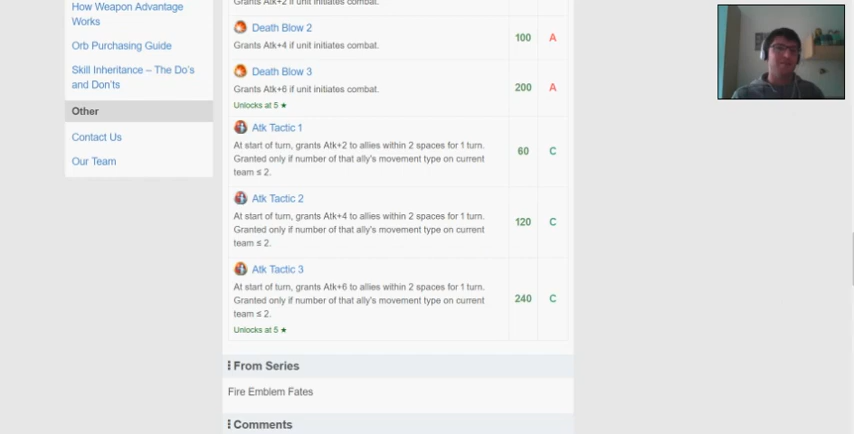 How Weapon Advantage
Works
Orb Purchasing Guide
Skill Inheritance – The Do's
and Don'ts
Other
Contact Us
Our Team
Grants Atk+2 if unit initiates combat.
Death Blow 2
Grants Atk+4 if unit initiates combat.
100 A
Death Blow 3
Grants Atk+6 if unit initiates combat.
Unlocks at 5 ★
200 A
Atk Tactic 1
At start of turn, grants Atk+2 to allies within 2 spaces for 1 turn.
Granted only if number of that ally's movement type on current
team ≤ 2.
60 C
Atk Tactic 2
At start of turn, grants Atk+4 to allies within 2 spaces for 1 turn.
Granted only if number of that ally's movement type on current
team ≤ 2.
120 C
Atk Tactic 3
At start of turn, grants Atk+6 to allies within 2 spaces for 1 turn.
Granted only if number of that ally's movement type on current
team ≤ 2.
Unlocks at 5 ★
240 C
From Series
Fire Emblem Fates
Comments